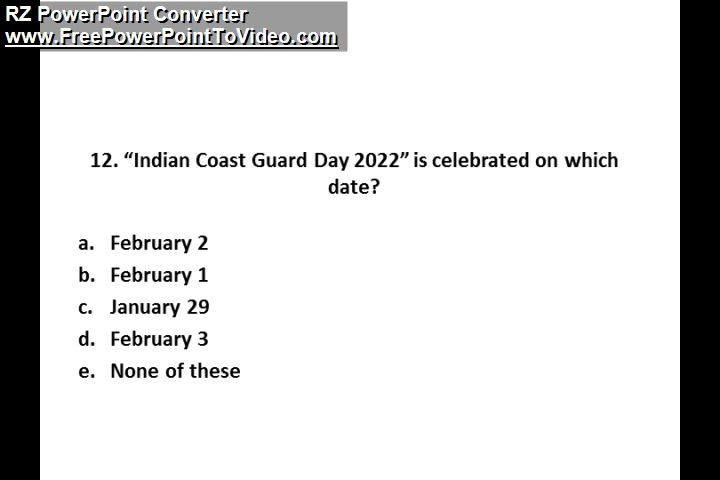 RZ PowerPoint Converter
www.FreePowerPointToVideo.com
12. “Indian Coast Guard Day 2022” is celebrated on which
date?
a. February 2
b. February 1
c. January 29
d. February 3
e. None of these